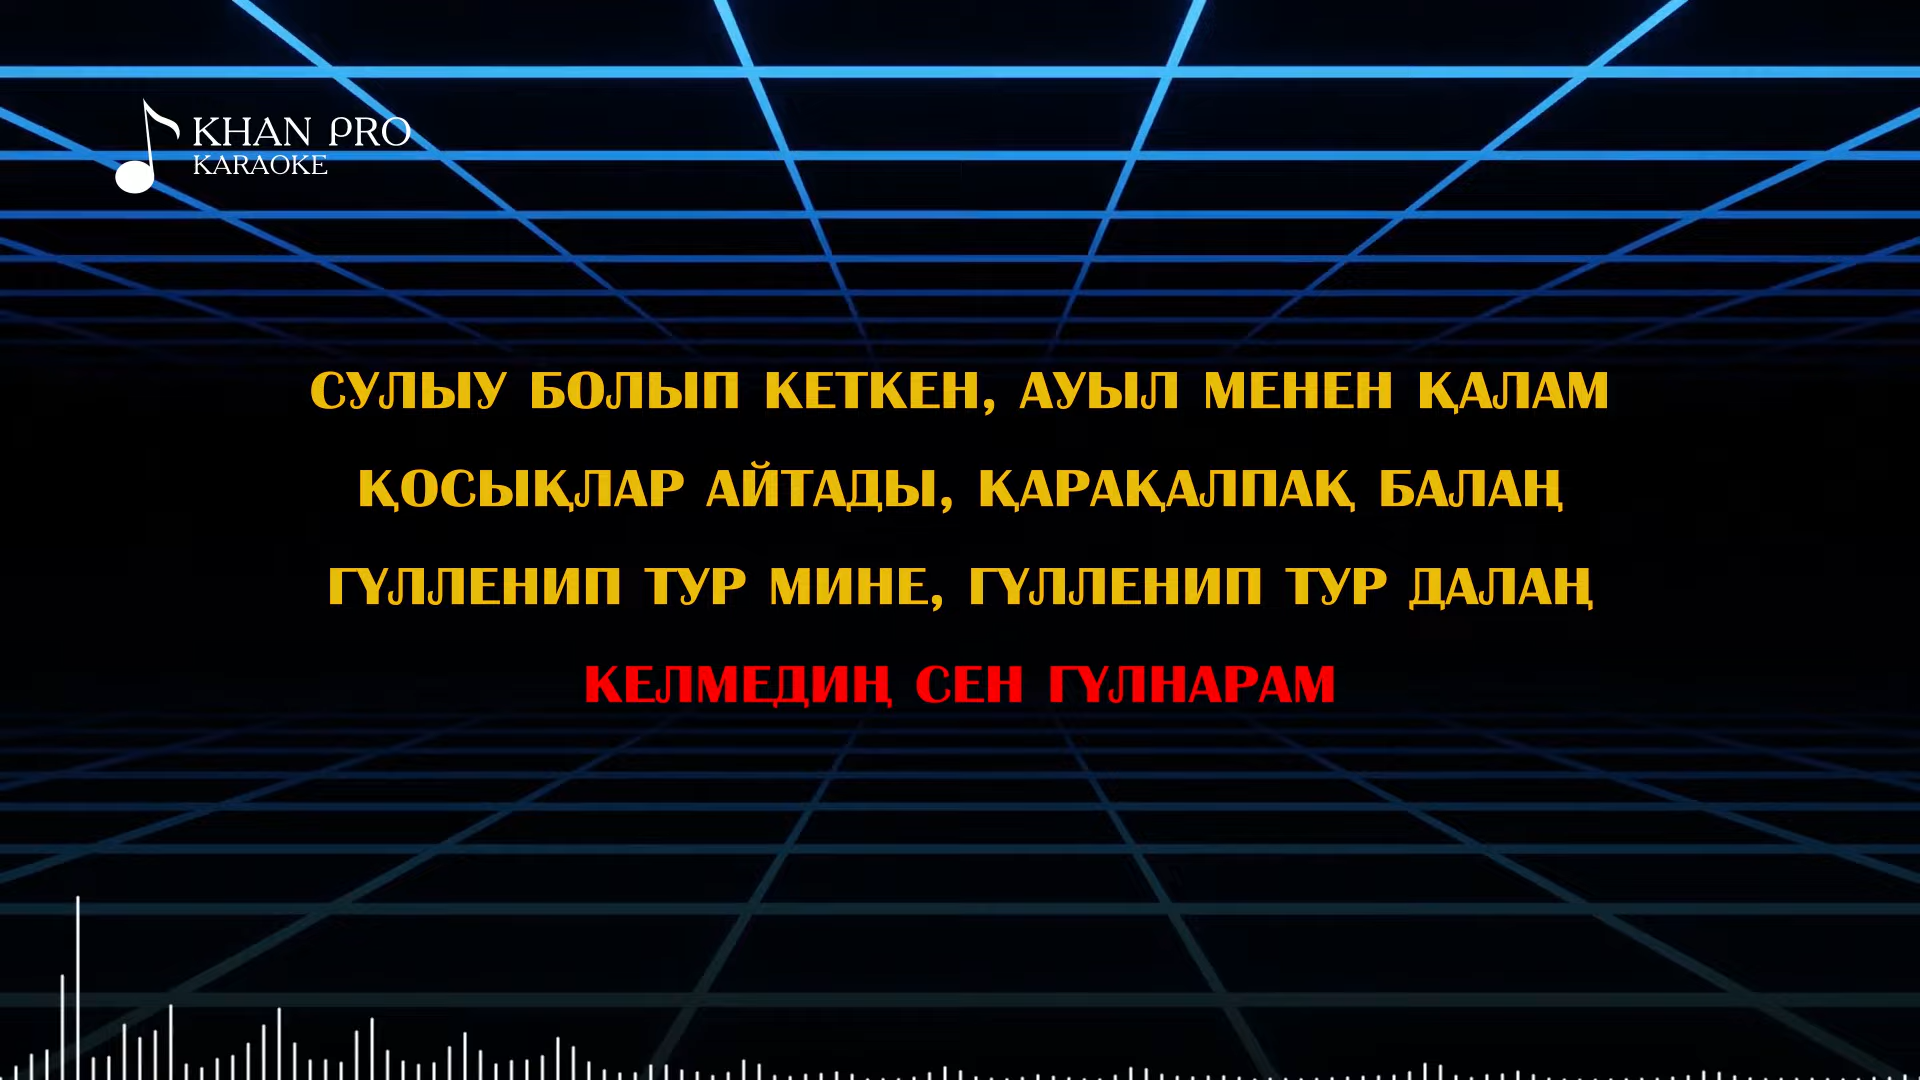 KHAN PRO
KARAOKE
СУЛЫУ БОЛЫП КЕТКЕН, АУЫЛ МЕНЕН ҚАЛАМ
ҚОСЫҚЛАР АЙТАДЫ, ҚАРАҚАЛПАҚ БАЛАҢ
ГҮЛЛЕНИП ТУР МИНЕ, ГҮЛЛЕНИП ТУР ДАЛАҢ
КЕЛМЕДИҢ СЕН ГҮЛНАРАМ